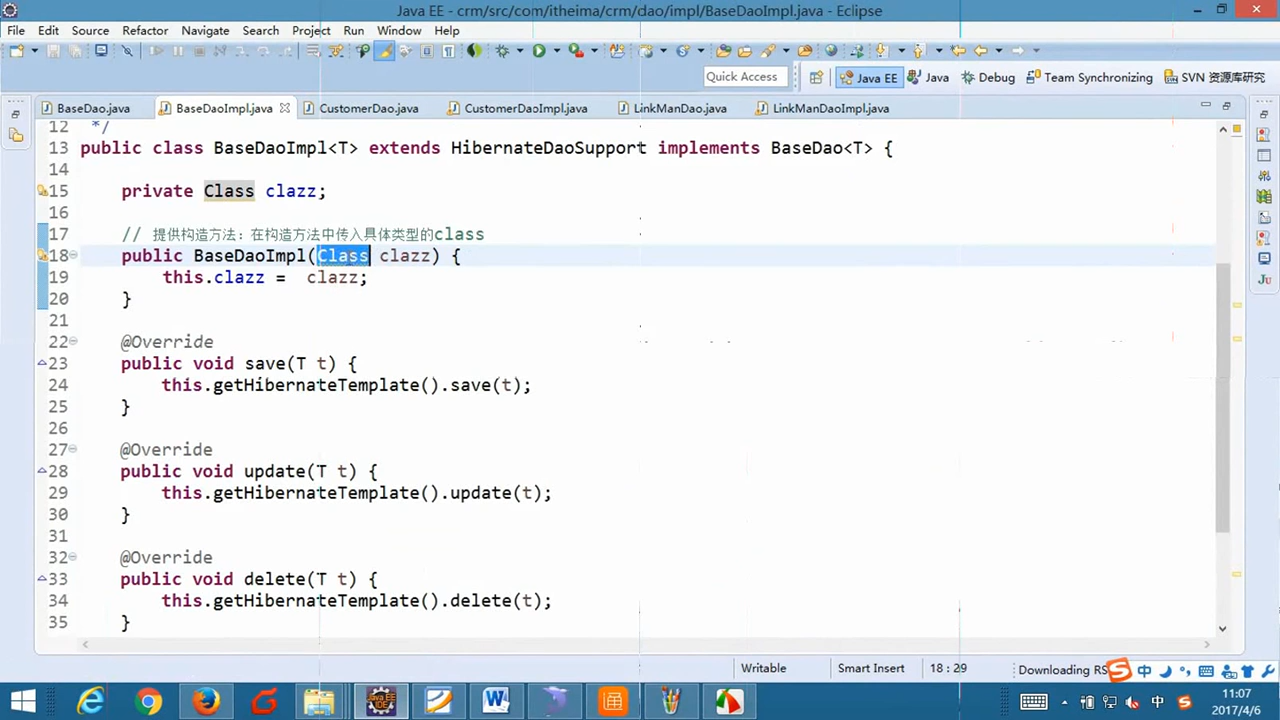 Java EE - crm/src/com/itheima/crm/dao/impl/BaseDaoImpl.java - Eclipse
File Edit Source Refactor Navigate Search Project Run Window Help
Quick Access Java EE Java Debug Team Synchronizing SVN 资源库研究
BaseDao.java BaseDaoImpl.java CustomerDao.java CustomerDaoImpl.java LinkManDao.java LinkManDaoImpl.java
12 */
13 public class BaseDaoImpl<T> extends HibernateDaoSupport implements BaseDao<T> {
14
15 private Class clazz;
16
17 // 提供构造方法：在构造方法中传入具体类型的class
18 public BaseDaoImpl(Class clazz) {
19 this.clazz = clazz;
20 }
21
22 @Override
23 public void save(T t) {
24 this.getHibernateTemplate().save(t);
25 }
26
27 @Override
28 public void update(T t) {
29 this.getHibernateTemplate().update(t);
30 }
31
32 @Override
33 public void delete(T t) {
34 this.getHibernateTemplate().delete(t);
35 }
Writable Smart Insert 18 : 29 Downloading RS 中
中 11:07
2017/4/6